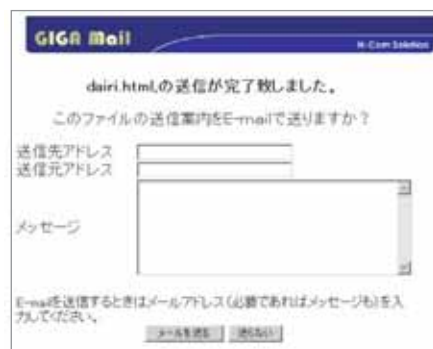 GIGA Mail
N-Com Solution
dairi.html.の送信が完了致しました。
このファイルの送信案内をE-mailで送りますか？
送信先アドレス
送信元アドレス
メッセージ
E-mailを送信するときはメールアドレス(必要であればメッセージも)を入
力してください。
メールを送る 送らない